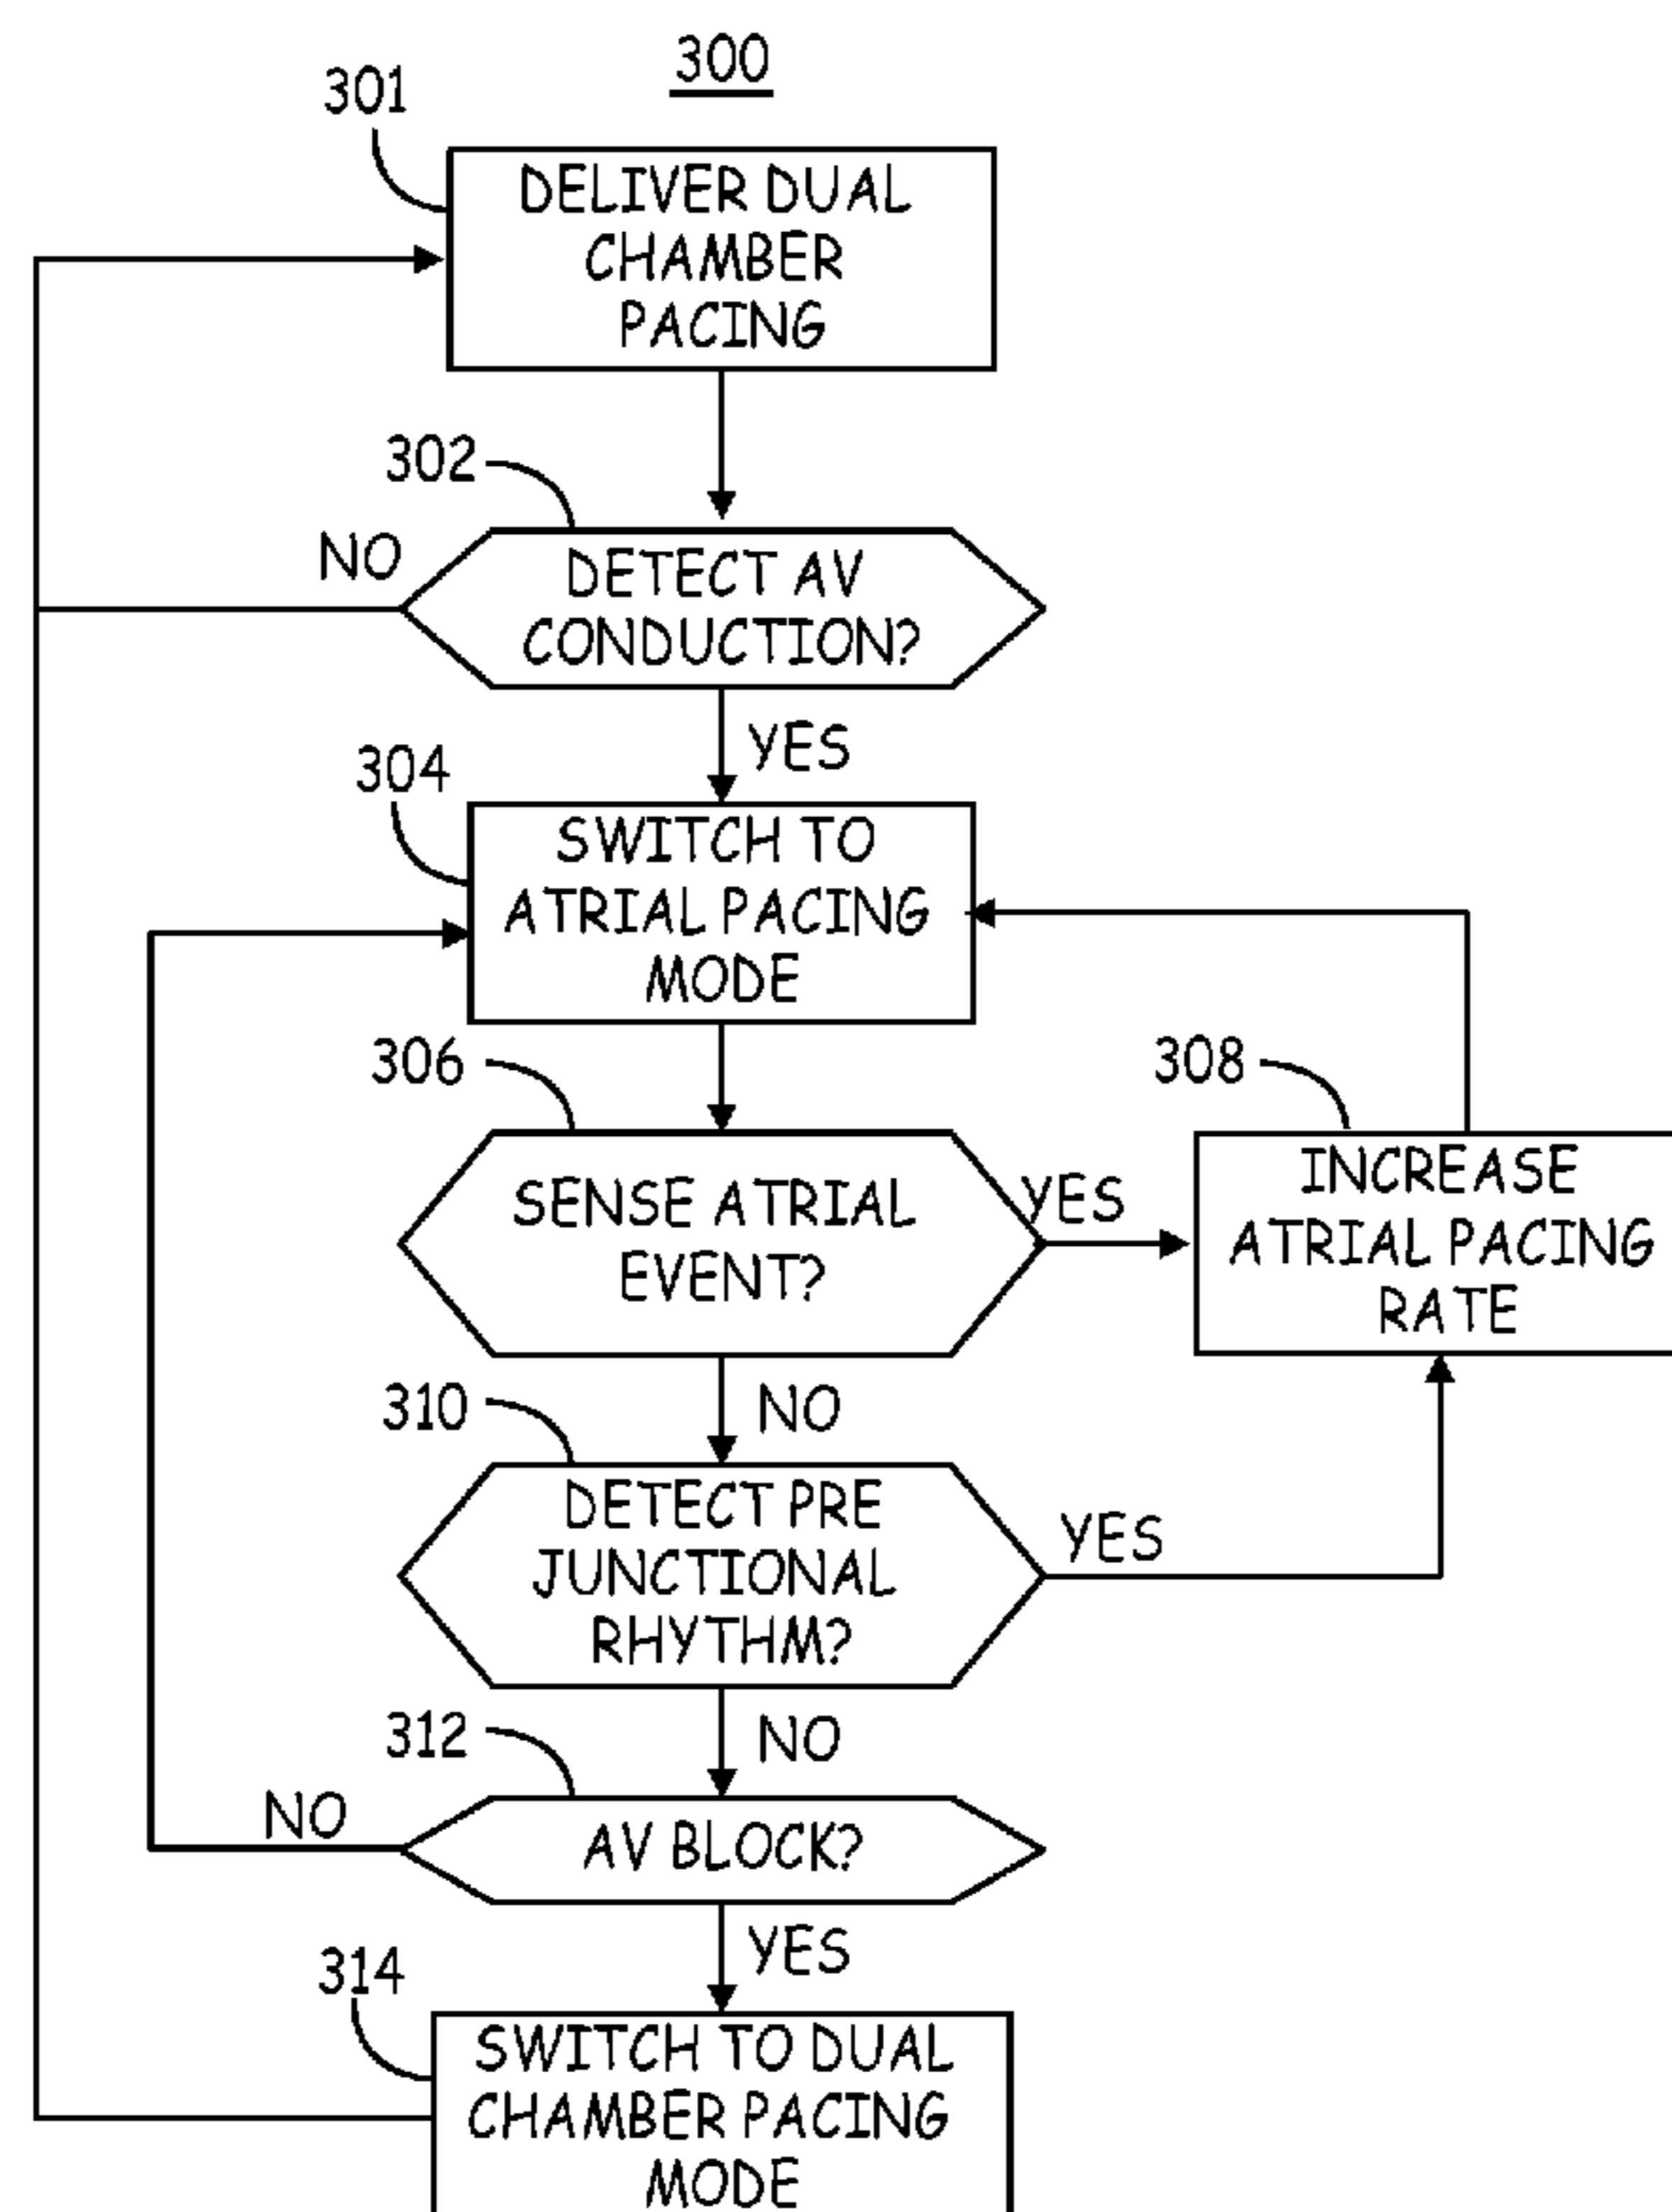 300
301
DELIVER DUAL
CHAMBER
PACING
302
NO
DETECT AV
CONDUCTION?
YES
304
SWITCH TO
ATRIAL PACING
MODE
306
308
SENSE ATRIAL
EVENT?
YES
INCREASE
ATRIAL PACING
RATE
310
NO
DETECT PRE
JUNCTIONAL
RHYTHM?
YES
312
NO
NO
AV BLOCK?
YES
314
SWITCH TO DUAL
CHAMBER PACING
MODE